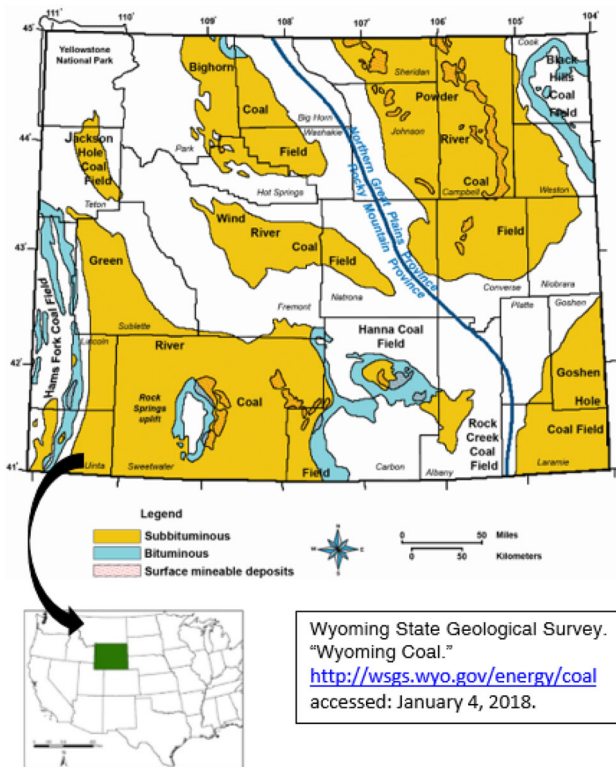 111° 110° 109° 108° 107° 106° 105° 104°
45°
Yellowstone
National Park
Bighorn
Coal
Field
Big Horn
Washakie
Park
Hot Springs
Sheridan
Johnson
Powder
River
Coal
Campbell
Field
Cook
Black
Hills
Coal
Field
Weston
44°
Jackson
Hole
Coal
Field
Teton
Northern Great Plains Province
Rocky Mountain Province
43°
Wind
River
Coal
Field
Fremont
Natrona
Converse
Niobrara
Platte
Goshen
Hams Fork Coal Field
Green
River
Coal
Field
Sublette
Lincoln
42°
Rock
Springs
uplift
Hanna Coal
Field
Goshen
Hole
Coal Field
Laramie
Rock
Creek
Coal
Field
41°
Uinta
Sweetwater
Carbon
Albany
Legend
Subbituminous
Bituminous
Surface mineable deposits
N
E
S
0 50 Miles
0 50 Kilometers
Wyoming State Geological Survey.
“Wyoming Coal.”
http://wsgs.wyo.gov/energy/coal
accessed: January 4, 2018.
N